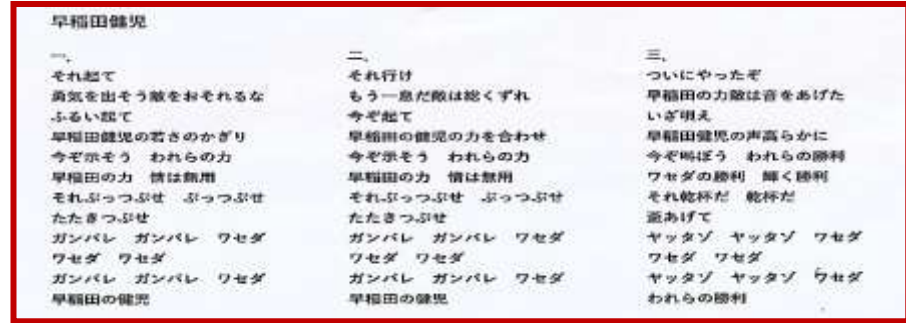 早稲田健児
一、
それ起て
勇気を出そう敵をおそれるな
ふるい起て
早稲田健児の若さのかぎり
今ぞ示そう　われらの力
早稲田の力　情は無用
それぶっつぶせ　ぶっつぶせ
たたきつぶせ
ガンバレ　ガンバレ　ワセダ
ワセダ　ワセダ
ガンバレ　ガンバレ　ワセダ
早稲田の健児
二、
それ行け
もう一息だ敵は総くずれ
今ぞ起て
早稲田の健児の力を合わせ
今ぞ示そう　われらの力
早稲田の力　情は無用
それぶっつぶせ　ぶっつぶせ
たたきつぶせ
ガンバレ　ガンバレ　ワセダ
ワセダ　ワセダ
ガンバレ　ガンバレ　ワセダ
早稲田の健児
三、
ついにやったぞ
早稲田の力敵は音をあげた
いざ唄え
早稲田健児の声高らかに
今ぞ叫ぼう　われらの勝利
ワセダの勝利　輝く勝利
それ乾杯だ　乾杯だ
盃あげて
ヤッタゾ　ヤッタゾ　ワセダ
ワセダ　ワセダ
ヤッタゾ　ヤッタゾ　ワセダ
われらの勝利